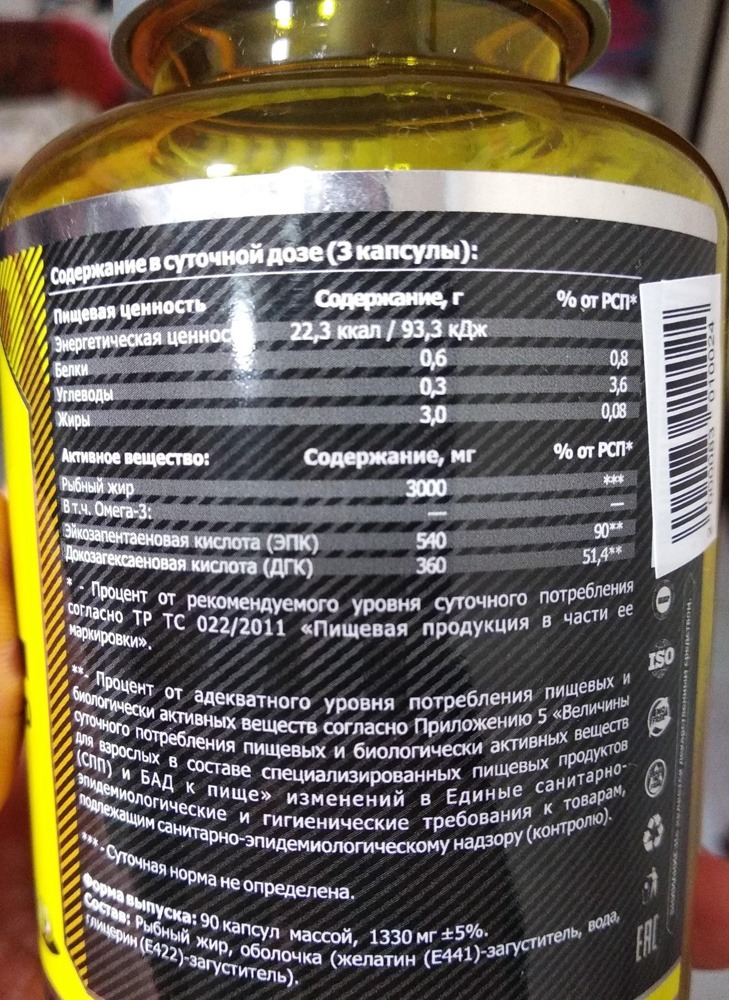 Содержание в суточной дозе (3 капсулы):
Пищевая ценность Содержание, г % от РСП*
Энергетическая 22,3 ккал / 93,3 кДж
Белки 0,6 0,8
Углеводы 0,3 3,6
Жиры 3,0 0,08
Активное вещество: Содержание, мг % от РСП*
Рыбный жир 3000 ***
В т.ч. Омега-3: — —
Эйкозапентаеновая кислота (ЭПК) 540 90**
Докозагексаеновая кислота (ДГК) 360 51,4**
* - Процент от рекомендуемого уровня суточного потребления
согласно ТР ТС 022/2011 «Пищевая продукция в части ее
маркировки».
**- Процент от адекватного уровня потребления пищевых и
биологически активных веществ согласно Приложению 5 «Величины
суточного потребления пищевых и биологически активных веществ
для взрослых в составе специализированных пищевых продуктов
(СПП) и БАД к пище» изменений в Единые санитарно-
эпидемиологические и гигиенические требования к товарам,
подлежащим санитарно-эпидемиологическому надзору (контролю).
*** - Суточная норма не определена.
Форма выпуска: 90 капсул массой, 1330 мг ±5%.
Состав: Рыбный жир, оболочка (желатин (Е441)-загуститель, вода,
глицерин (Е422)-загуститель).
ISO
EAC